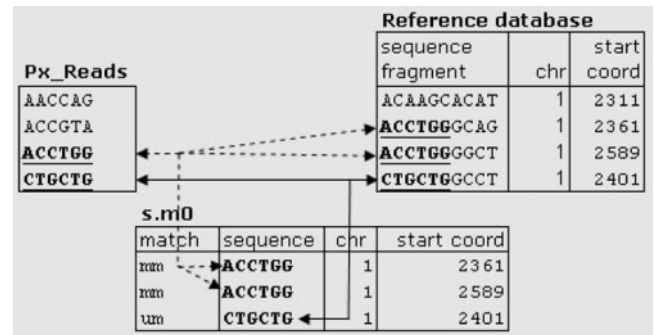 Reference database
sequence fragment chr start coord
Px_Reads
AACCAG ACAAGCACAT 1 2311
ACCGTA ACCTGGGCAG 1 2361
ACCTGG ACCTGGGGCT 1 2589
CTGCTG CTGCTGGCCT 1 2401
s.m0
match sequence chr start coord
mm ACCTGG 1 2361
mm ACCTGG 1 2589
um CTGCTG 1 2401